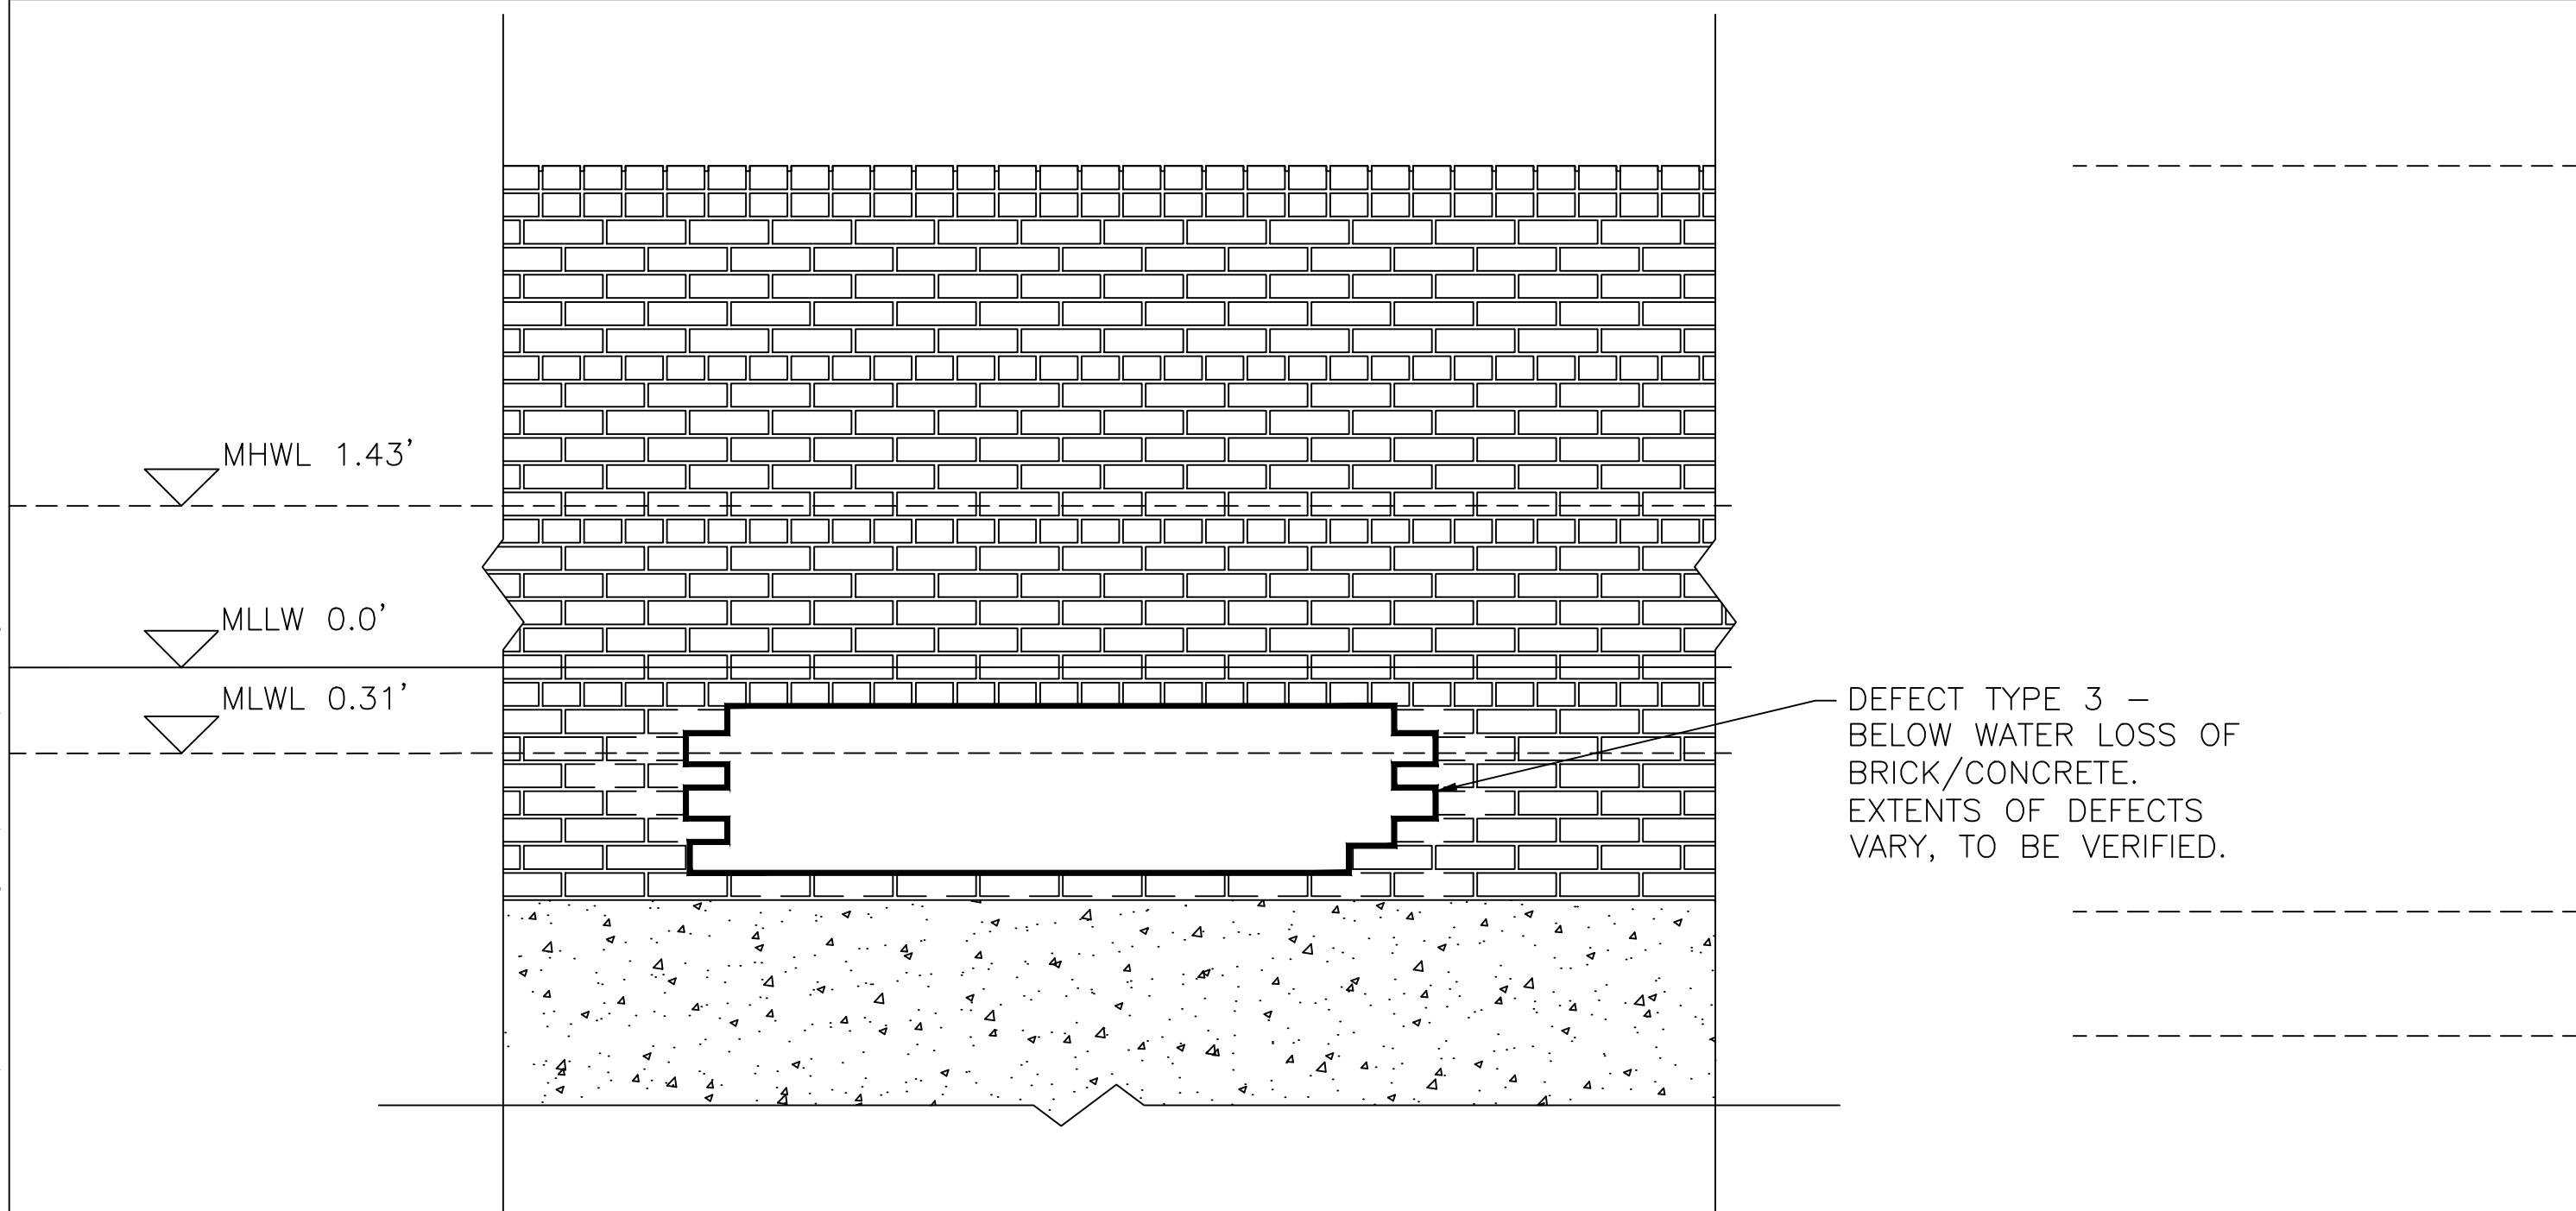 MHWL 1.43'
MLLW 0.0'
MLWL 0.31'
DEFECT TYPE 3 –
BELOW WATER LOSS OF
BRICK/CONCRETE.
EXTENTS OF DEFECTS
VARY, TO BE VERIFIED.